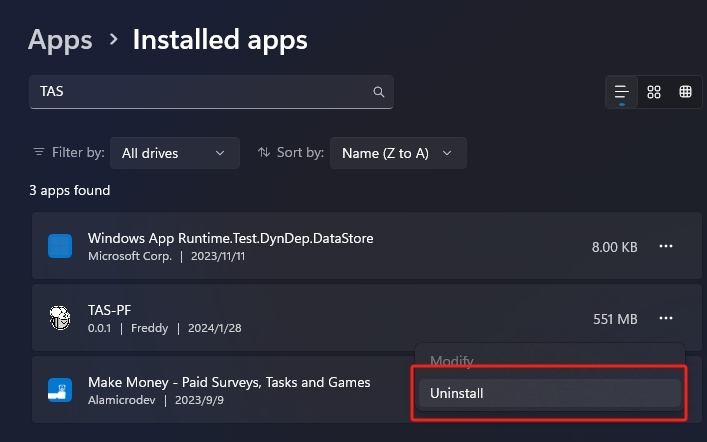 Apps > Installed apps
TAS
Filter by: All drives Sort by: Name (Z to A)
3 apps found
Windows App Runtime.Test.DynDep.DataStore
Microsoft Corp. | 2023/11/11
8.00 KB
TAS-PF
0.0.1 | Freddy | 2024/1/28
551 MB
Modify
Make Money - Paid Surveys, Tasks and Games
Alamicrodev | 2023/9/9
Uninstall